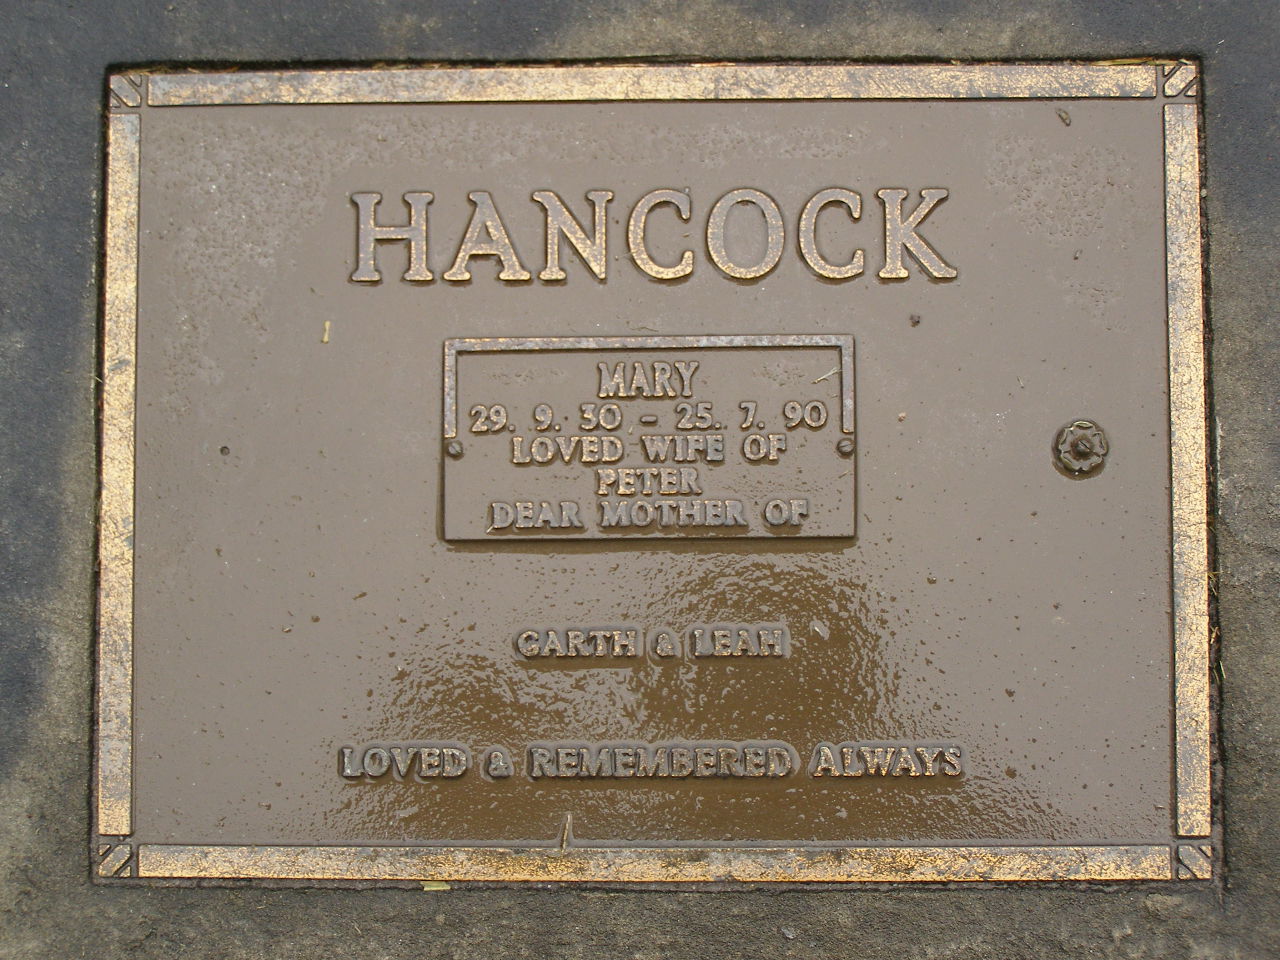 HANCOCK
MARY
29. 9. 30 - 25. 7. 90
LOVED WIFE OF
PETER
DEAR MOTHER OF
GARTH & LEAH
LOVED & REMEMBERED ALWAYS